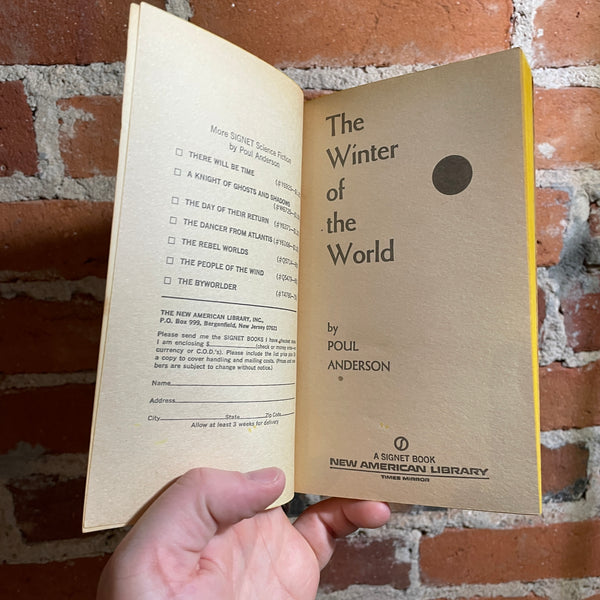 More SIGNET Science Fiction
by Poul Anderson
☐ THERE WILL BE TIME
☐ A KNIGHT OF GHOSTS AND SHADOWS
☐ THE DAY OF THEIR RETURN
☐ THE DANCER FROM ATLANTIS
☐ THE REBEL WORLDS
☐ THE PEOPLE OF THE WIND
☐ THE BYWORLDER
THE NEW AMERICAN LIBRARY, INC.,
P.O. Box 999, Bergenfield, New Jersey 07621
Please send me the SIGNET BOOKS I have
I am enclosing $ (check or money
currency or C.O.D.'s). Please include the list price
a copy to cover handling and mailing costs. (Prices and
bers are subject to change without notice.)
Name
Address
City State Zip Code
Allow at least 3 weeks for delivery
The
Winter
of
the
World
by
POUL
ANDERSON
A SIGNET BOOK
NEW AMERICAN LIBRARY
TIMES MIRROR